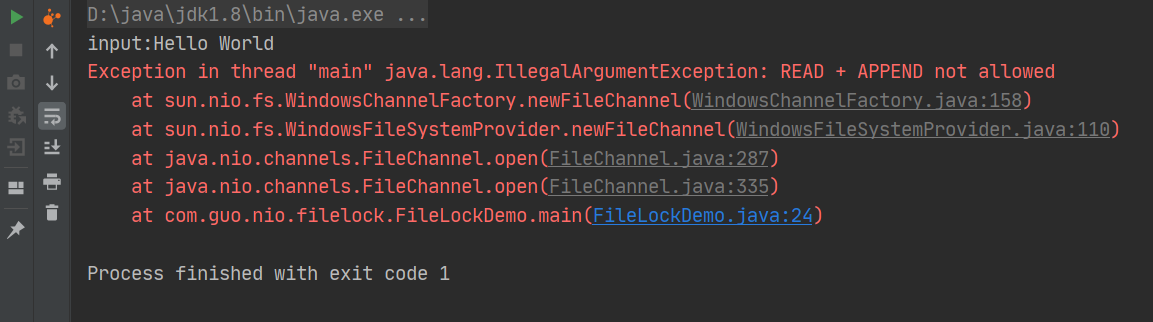 D:\java\jdk1.8\bin\java.exe ...
input:Hello World
Exception in thread "main" java.lang.IllegalArgumentException: READ + APPEND not allowed
    at sun.nio.fs.WindowsChannelFactory.newFileChannel(WindowsChannelFactory.java:158)
    at sun.nio.fs.WindowsFileSystemProvider.newFileChannel(WindowsFileSystemProvider.java:110)
    at java.nio.channels.FileChannel.open(FileChannel.java:287)
    at java.nio.channels.FileChannel.open(FileChannel.java:335)
    at com.guo.nio.filelock.FileLockDemo.main(FileLockDemo.java:24)
Process finished with exit code 1